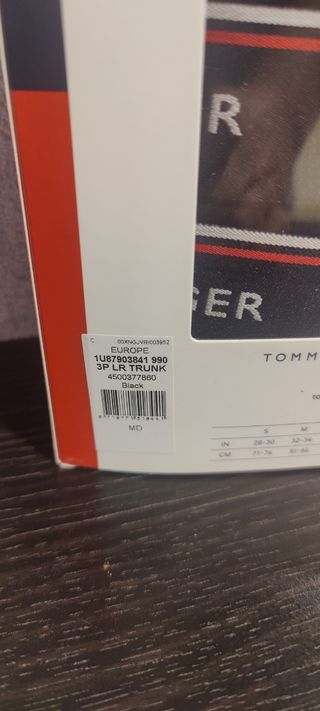 R
GER
C 00XNGJVRI003952
EUROPE
1U87903841 990
3P LR TRUNK
4500377860
Black
MD
TOMM
S M
IN 28-30 32-34
CM 71-76 81-86